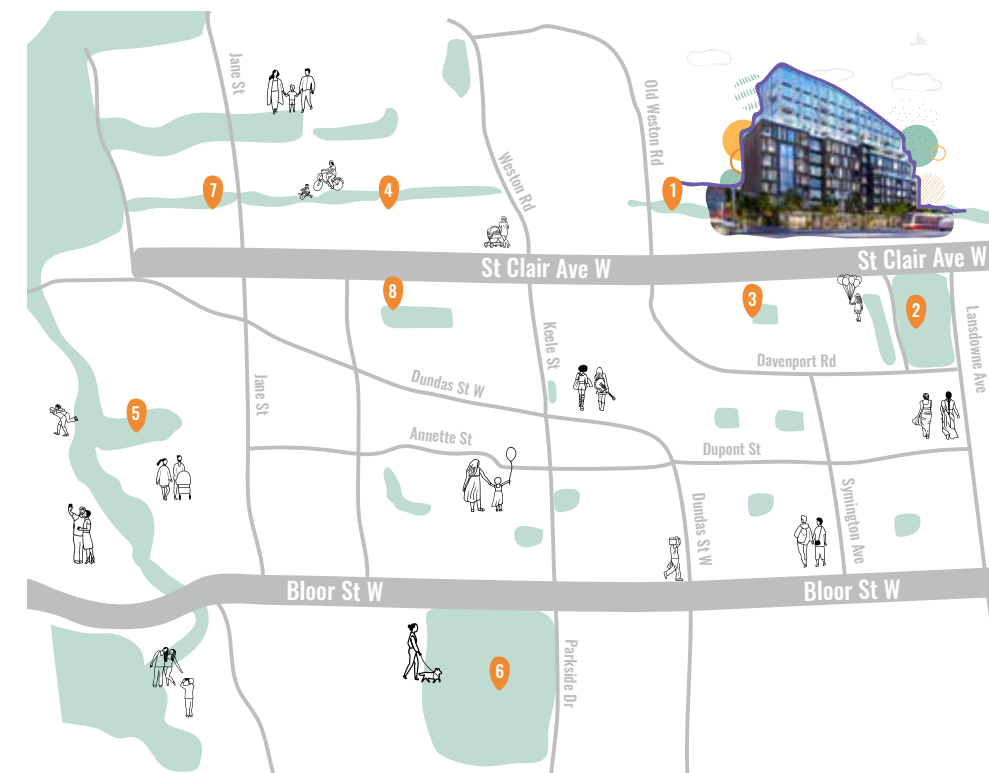 Jane St
Old Weston Rd
Weston Rd
7
4
1
St Clair Ave W
St Clair Ave W
8
3
2
Keele St
Lansdowne Ave
Davenport Rd
Dundas St W
Jane St
5
Annette St
Dupont St
Symington Ave
Dundas St W
Bloor St W
Bloor St W
6
Parkside Dr